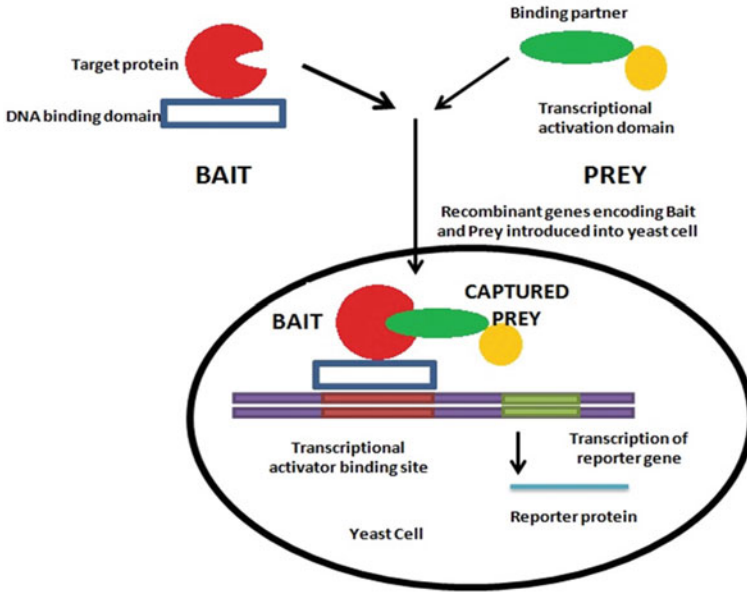 Binding partner
Target protein
DNA binding domain
Transcriptional
activation domain
BAIT
PREY
Recombinant genes encoding Bait
and Prey introduced into yeast cell
CAPTURED
PREY
BAIT
Transcriptional
activator binding site
Transcription of
reporter gene
Reporter protein
Yeast Cell